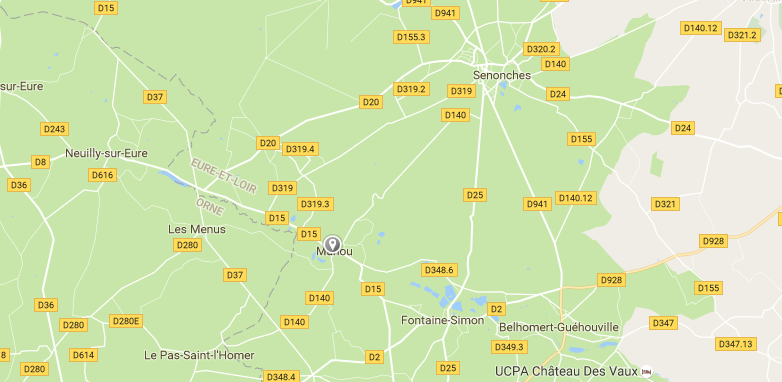 D941
D15
D941
D140.12
D321.2
D155.3
D320.2
D140
Senonches
sur-Eure
D319.2
D319
D24
D37
D20
D140
D243
D24
D20
D155
D319.4
Neuilly-sur-Eure
D8
D616
EURE-ET-LOIR
D36
D319
D25
D140.12
D319.3
D941
D321
ORNE
D15
Les Menus
D15
D280
D928
Manou
D348.6
D37
D928
D15
D155
D140
D36
D2
D280
D280E
D140
Fontaine-Simon
D347
Belhomert-Guéhouville
D347.13
D349.3
8
D614
Le Pas-Saint-l'Homer
D2
D280
D25
UCPA Château Des Vaux
D348.4